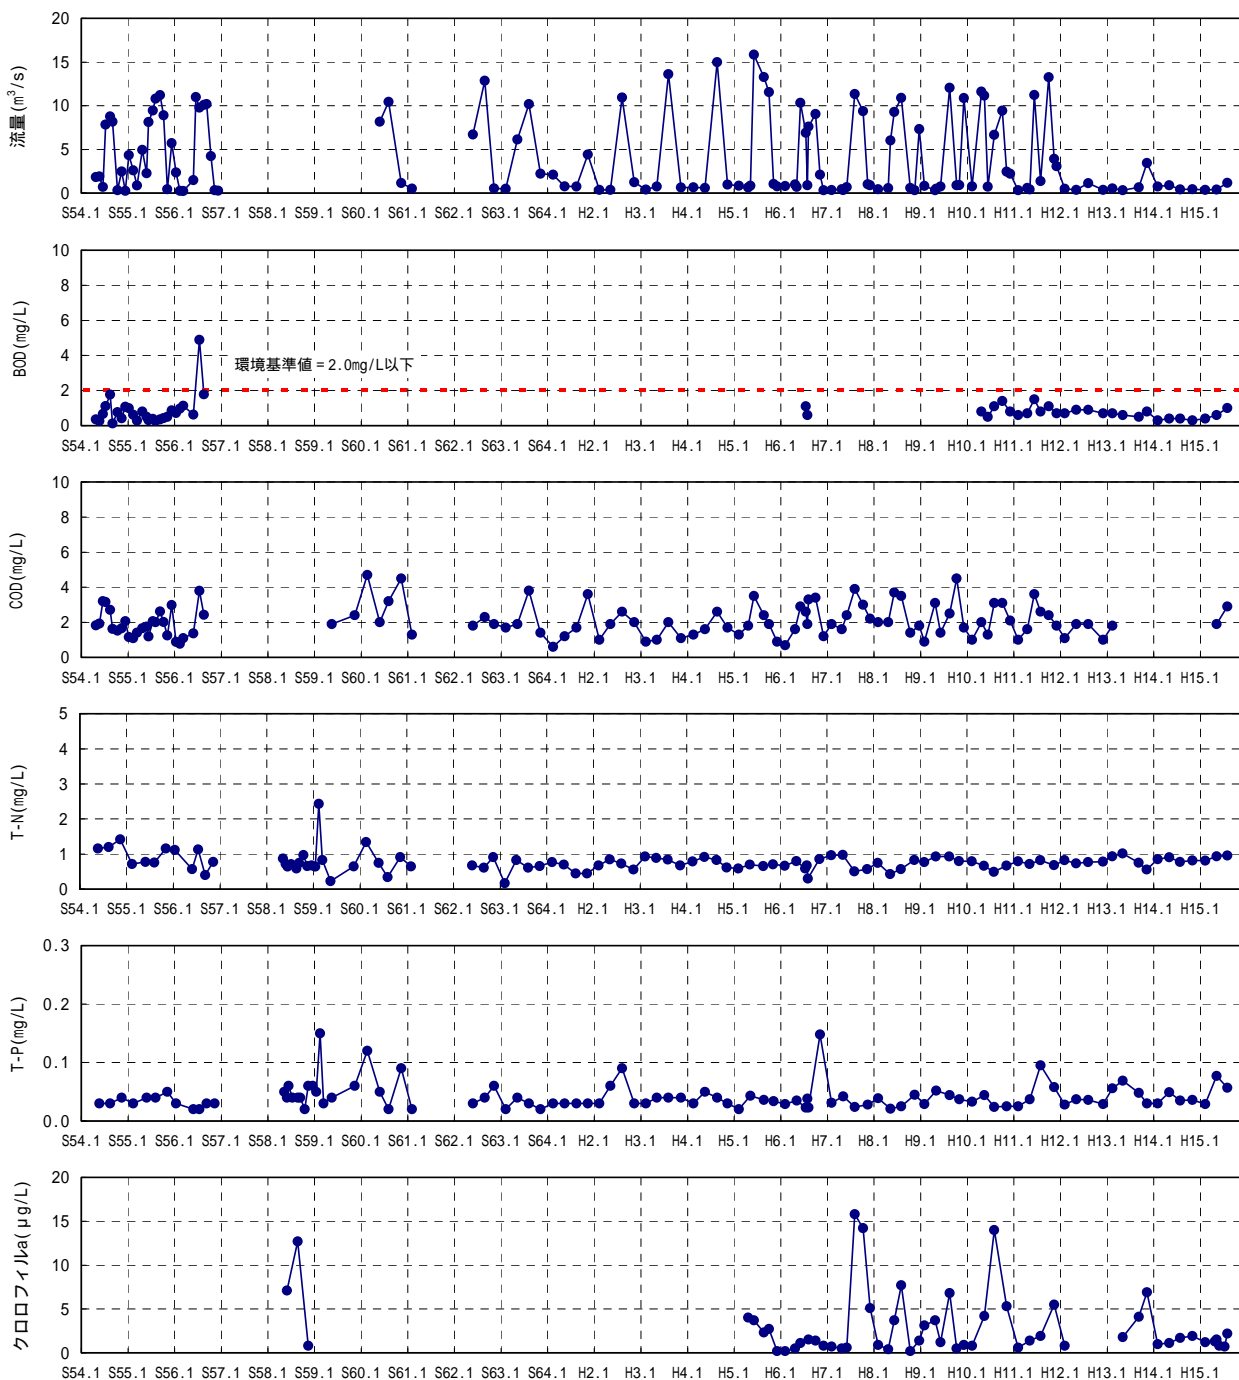 20
15
10
5
0
流量(m³/s)
S54.1 S55.1 S56.1 S57.1 S58.1 S59.1 S60.1 S61.1 S62.1 S63.1 S64.1 H2.1 H3.1 H4.1 H5.1 H6.1 H7.1 H8.1 H9.1 H10.1 H11.1 H12.1 H13.1 H14.1 H15.1
10
8
6
4
2
0
BOD(mg/L)
環境基準値=2.0mg/L以下
S54.1 S55.1 S56.1 S57.1 S58.1 S59.1 S60.1 S61.1 S62.1 S63.1 S64.1 H2.1 H3.1 H4.1 H5.1 H6.1 H7.1 H8.1 H9.1 H10.1 H11.1 H12.1 H13.1 H14.1 H15.1
10
8
6
4
2
0
COD(mg/L)
S54.1 S55.1 S56.1 S57.1 S58.1 S59.1 S60.1 S61.1 S62.1 S63.1 S64.1 H2.1 H3.1 H4.1 H5.1 H6.1 H7.1 H8.1 H9.1 H10.1 H11.1 H12.1 H13.1 H14.1 H15.1
5
4
3
2
1
0
T-N(mg/L)
S54.1 S55.1 S56.1 S57.1 S58.1 S59.1 S60.1 S61.1 S62.1 S63.1 S64.1 H2.1 H3.1 H4.1 H5.1 H6.1 H7.1 H8.1 H9.1 H10.1 H11.1 H12.1 H13.1 H14.1 H15.1
0.3
0.2
0.1
0.0
T-P(mg/L)
S54.1 S55.1 S56.1 S57.1 S58.1 S59.1 S60.1 S61.1 S62.1 S63.1 S64.1 H2.1 H3.1 H4.1 H5.1 H6.1 H7.1 H8.1 H9.1 H10.1 H11.1 H12.1 H13.1 H14.1 H15.1
20
15
10
5
0
クロロフィルa(μg/L)
S54.1 S55.1 S56.1 S57.1 S58.1 S59.1 S60.1 S61.1 S62.1 S63.1 S64.1 H2.1 H3.1 H4.1 H5.1 H6.1 H7.1 H8.1 H9.1 H10.1 H11.1 H12.1 H13.1 H14.1 H15.1